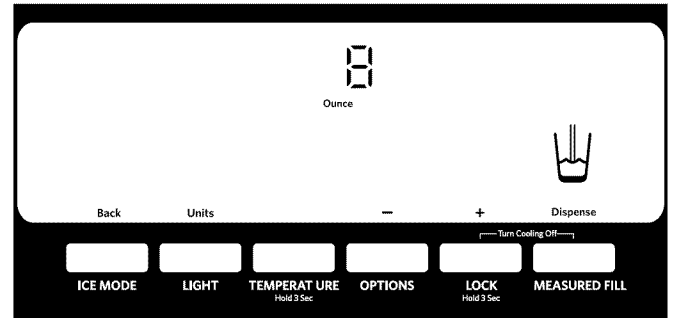 8
Ounce
Back Units − + Dispense
Turn Cooling Off
ICE MODE LIGHT TEMPERAT URE OPTIONS LOCK MEASURED FILL
Hold 3 Sec Hold 3 Sec